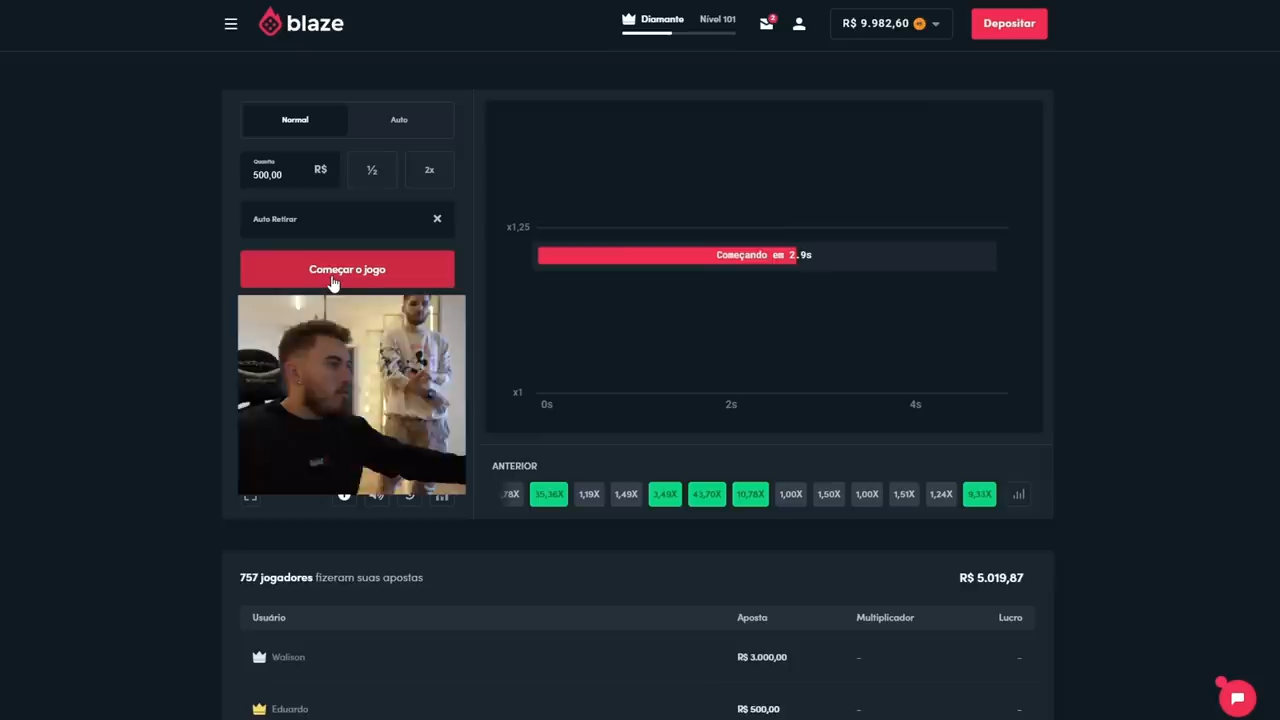 blaze
Diamante Nível 101
2
R$ 9.982,60
Depositar
Normal Auto
Quantia
500,00 R$ ½ 2x
Auto Retirar
Começar o jogo
x1,25
Começando em 2.9s
x1
0s 2s 4s
ANTERIOR
,78X 35,36X 1,19X 1,49X 3,49X 43,70X 10,78X 1,00X 1,50X 1,00X 1,51X 1,24X 9,33X
757 jogadores fizeram suas apostas R$ 5.019,87
Usuário Aposta Multiplicador Lucro
Walison R$ 3.000,00 - -
Eduardo R$ 500,00 - -